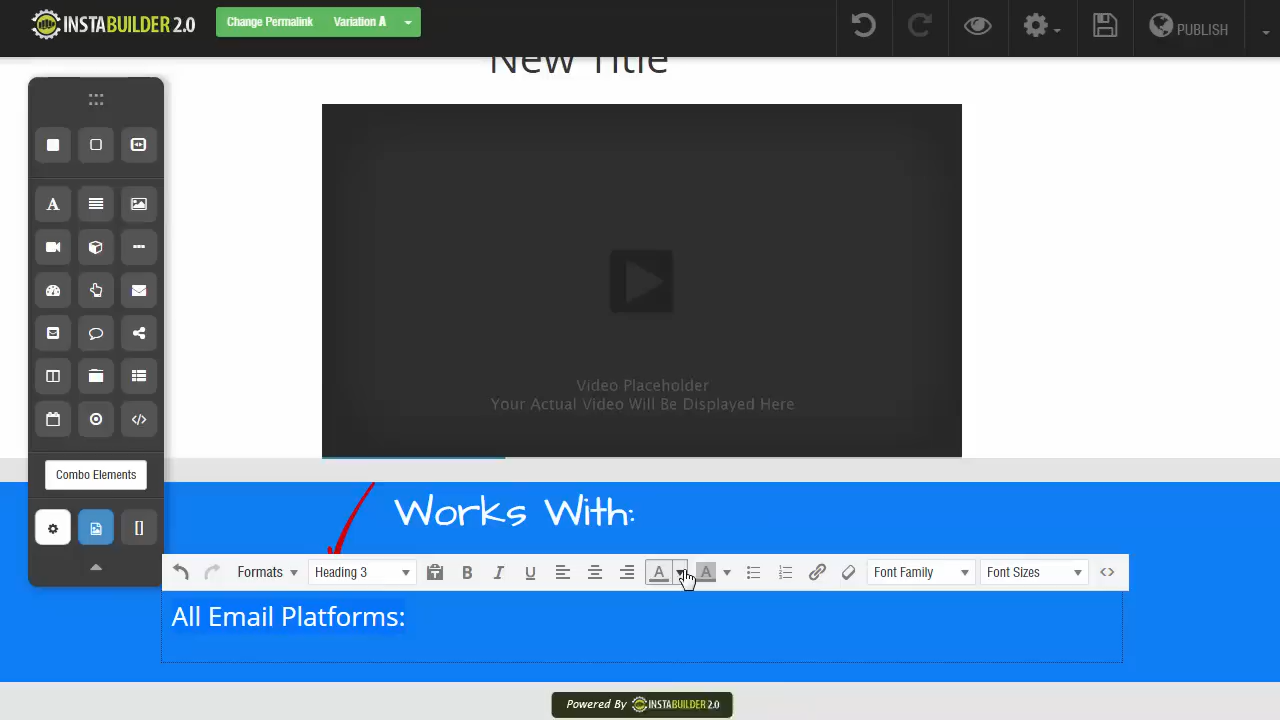 INSTABUILDER 2.0
Change Permalink
Variation A
PUBLISH
New Title
Video Placeholder
Your Actual Video Will Be Displayed Here
Combo Elements
Works With:
Formats
Heading 3
B
I
U
A
A
Font Family
Font Sizes
All Email Platforms:
Powered By INSTABUILDER 2.0